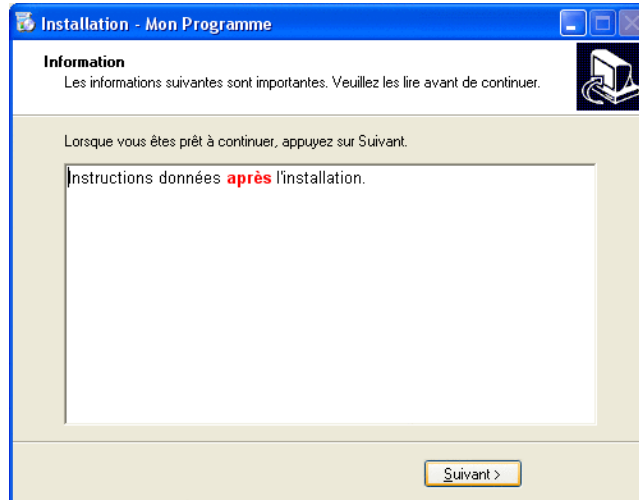 Installation - Mon Programme
Information
Les informations suivantes sont importantes. Veuillez les lire avant de continuer.
Lorsque vous êtes prêt à continuer, appuyez sur Suivant.
Instructions données après l'installation.
Suivant >